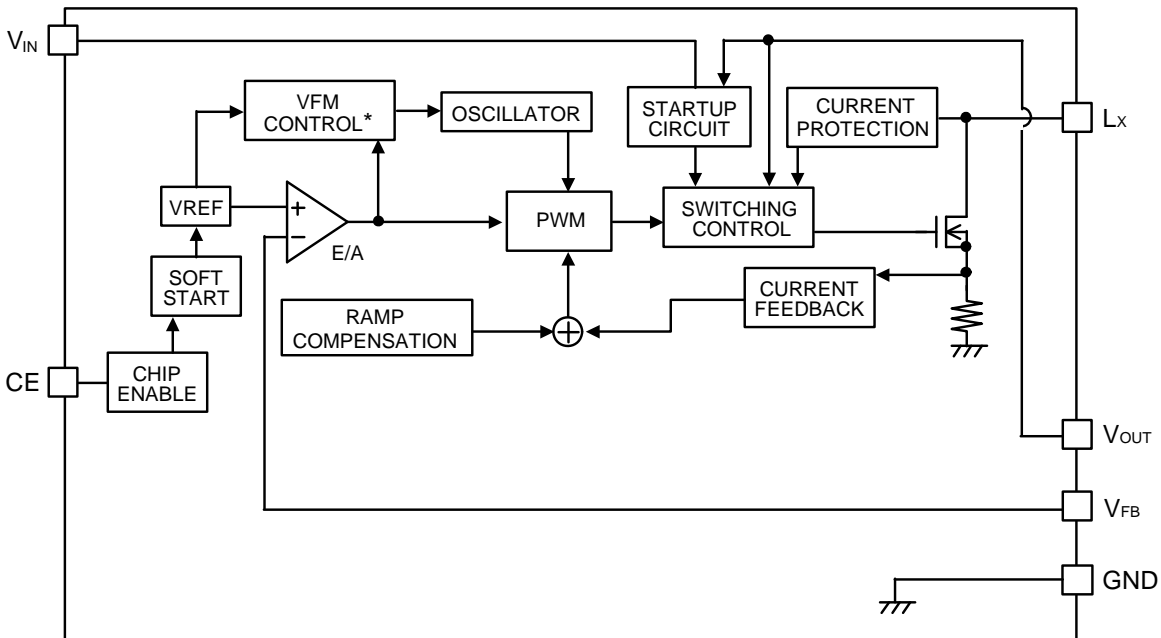 VIN
VFM
CONTROL*
OSCILLATOR
STARTUP
CIRCUIT
CURRENT
PROTECTION
LX
VREF
+
−
E/A
PWM
SWITCHING
CONTROL
SOFT
START
RAMP
COMPENSATION
+
CURRENT
FEEDBACK
CE
CHIP
ENABLE
VOUT
VFB
GND